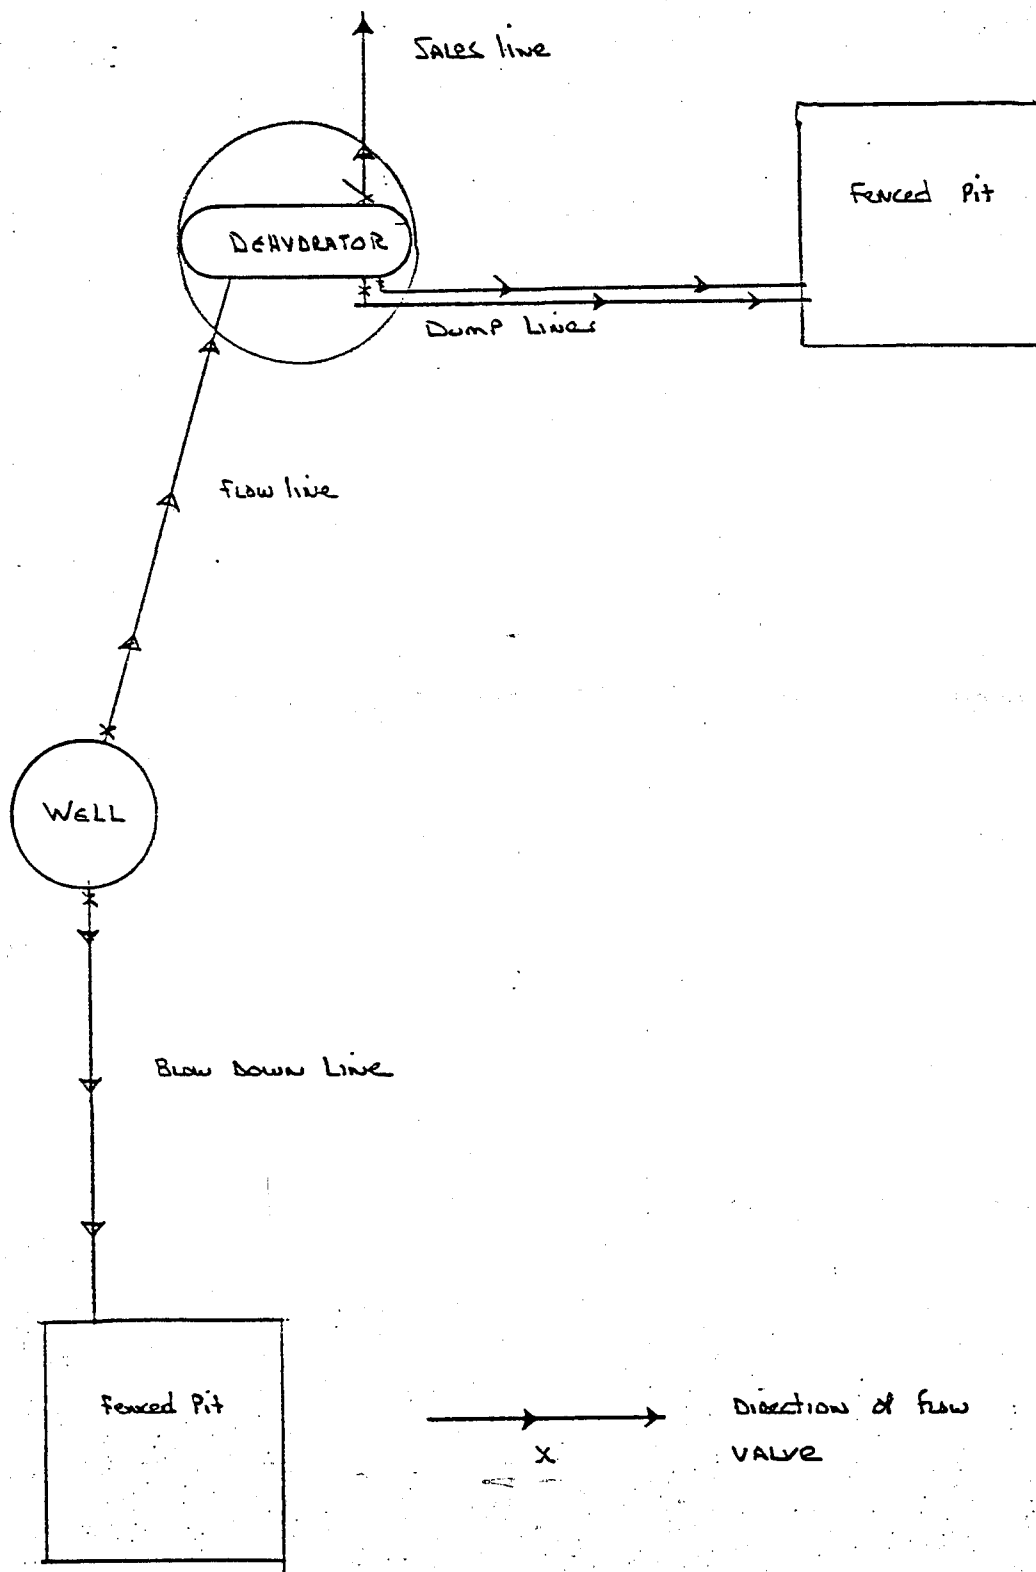 Sales line
Fenced Pit
DEHYDRATOR
Dump Lines
Flow line
WELL
Blow Down Line
Fenced Pit
Direction of flow
X
VALVE